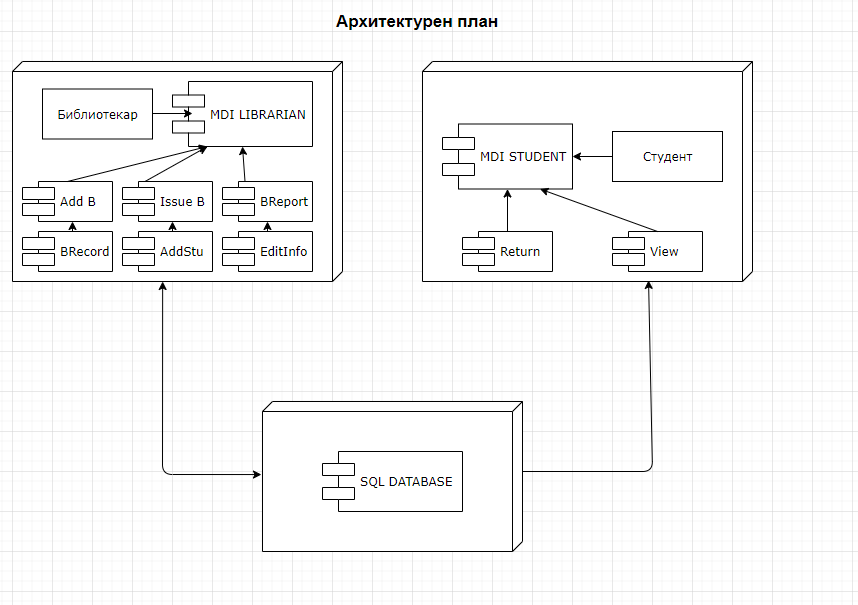 Архитектурен план
Библиотекар
MDI LIBRARIAN
Add B
Issue B
BReport
BRecord
AddStu
EditInfo
MDI STUDENT
Студент
Return
View
SQL DATABASE